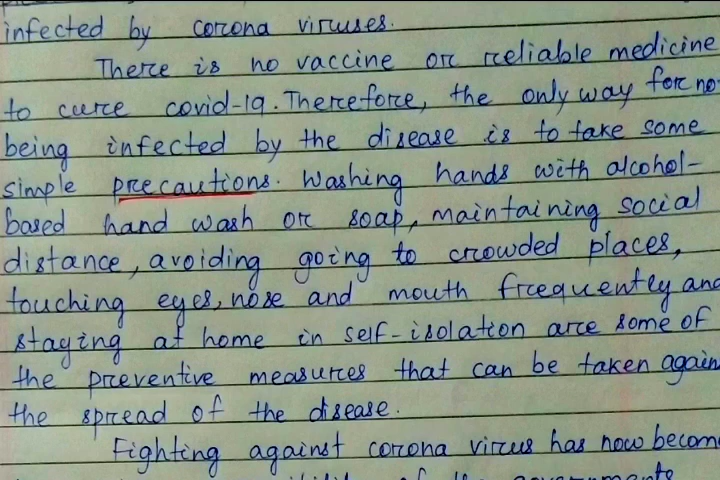 infected by corona viruses.
There is no vaccine or reliable medicine
to cure covid-19. Therefore, the only way for no
being infected by the disease is to take some
simple precautions. Washing hands with alcohol-
based hand wash or soap, maintaining social
distance, avoiding going to crowded places,
touching eyes, nose and mouth frequently and
staying at home in self-isolation are some of
the preventive measures that can be taken again
the spread of the disease.
Fighting against corona virus has now becom
of the governments